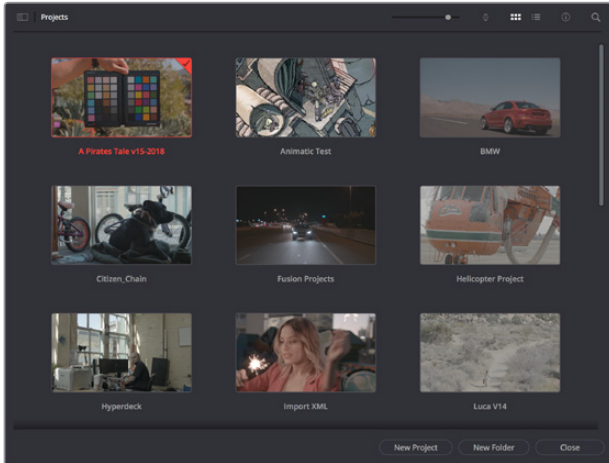 Projects
A Pirates Tale v15-2018
Animatic Test
BMW
Citizen_Chain
Fusion Projects
Helicopter Project
Hyperdeck
Import XML
Luca V14
New Project
New Folder
Close